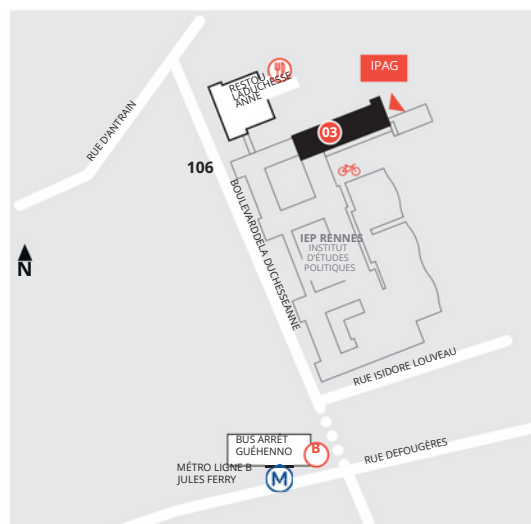 IPAG
RESTOU
LADUCHESSE
ANNE
03
RUE D'ANTRAIN
106
BOULEVARDDELA DUCHESSEANNE
IEP RENNES
INSTITUT
D'ÉTUDES
POLITIQUES
N
RUE ISIDORE LOUVEAU
BUS ARRÊT
GUÉHENNO
B
RUE DEFOUGÈRES
MÉTRO LIGNE B
JULES FERRY
M